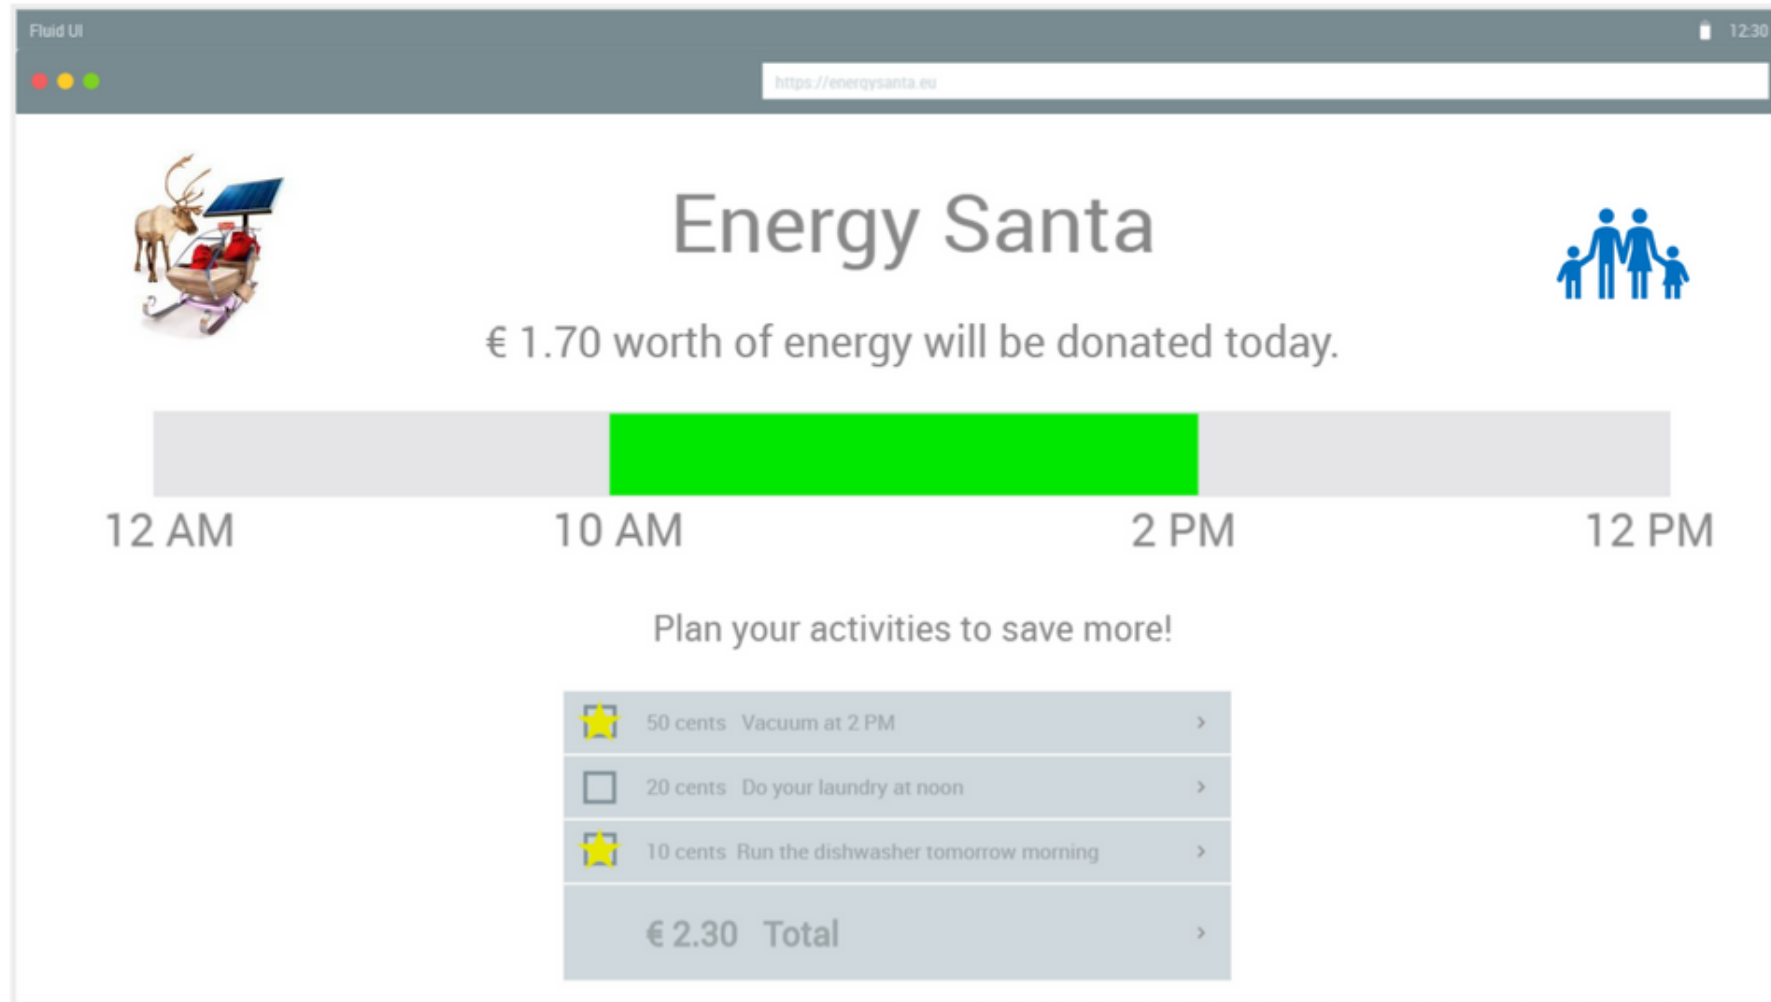 Fluid UI
12:30
https://energysanta.eu
Energy Santa
€ 1.70 worth of energy will be donated today.
12 AM 10 AM 2 PM 12 PM
Plan your activities to save more!
50 cents Vacuum at 2 PM
20 cents Do your laundry at noon
10 cents Run the dishwasher tomorrow morning
€ 2.30 Total